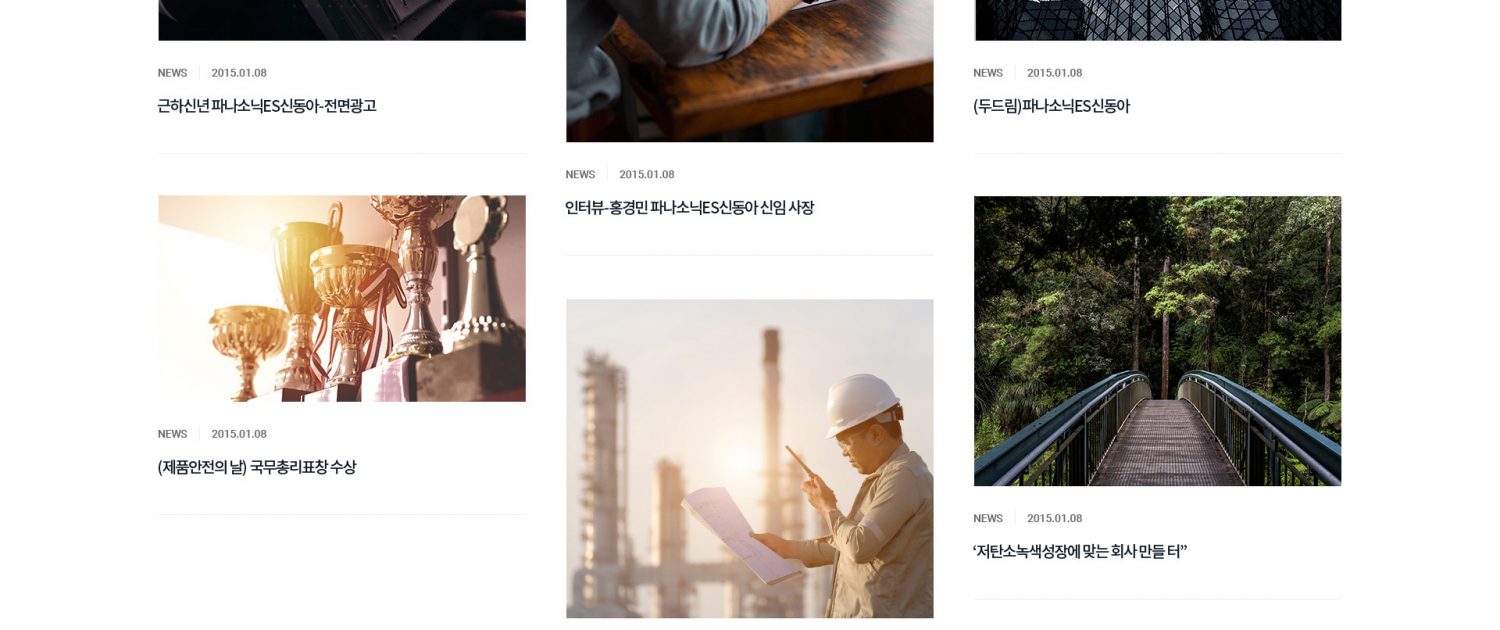 NEWS 2015.01.08
근하신년 파나소닉ES신동아-전면광고
NEWS 2015.01.08
(제품안전의 날) 국무총리표창 수상
NEWS 2015.01.08
인터뷰-홍경민 파나소닉ES신동아 신임 사장
NEWS 2015.01.08
(두드림)파나소닉ES신동아
NEWS 2015.01.08
‘저탄소녹색성장에 맞는 회사 만들 터”